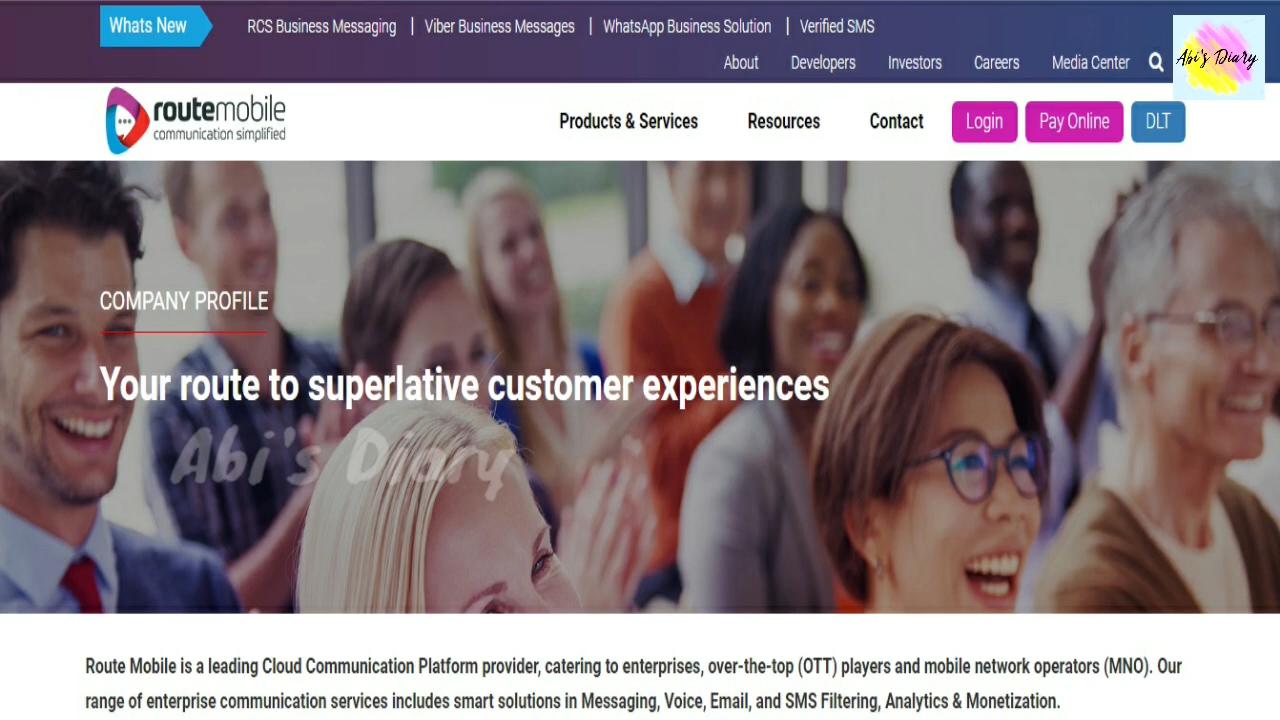 Whats New
RCS Business Messaging | Viber Business Messages | WhatsApp Business Solution | Verified SMS
About Developers Investors Careers Media Center
Abi's Diary
routemobile
communication simplified
Products & Services Resources Contact Login Pay Online DLT
COMPANY PROFILE
Your route to superlative customer experiences
Abi's Diary
Route Mobile is a leading Cloud Communication Platform provider, catering to enterprises, over-the-top (OTT) players and mobile network operators (MNO). Our
range of enterprise communication services includes smart solutions in Messaging, Voice, Email, and SMS Filtering, Analytics & Monetization.